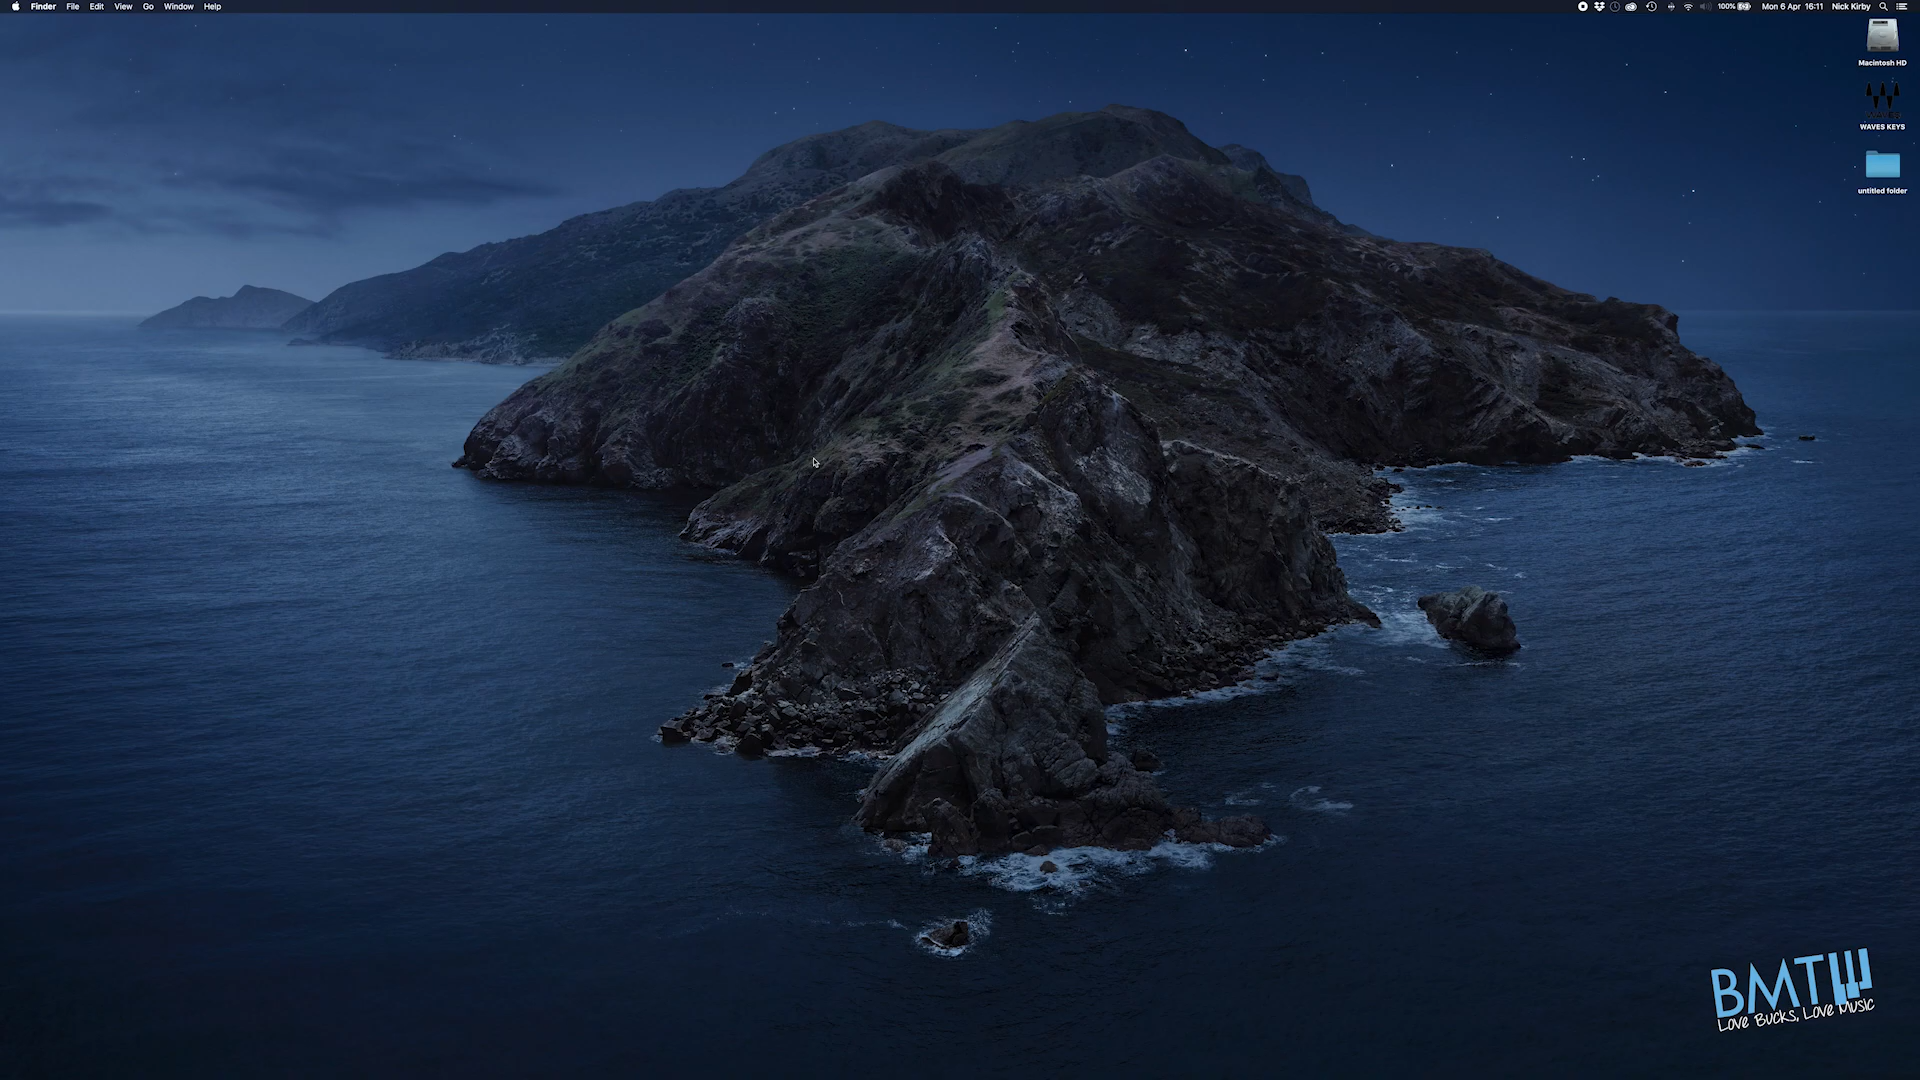 Finder File Edit View Go Window Help
100% Mon 6 Apr 16:11 Nick Kirby
Macintosh HD
WAVES KEYS
untitled folder
BMT
Love Bucks, Love Music